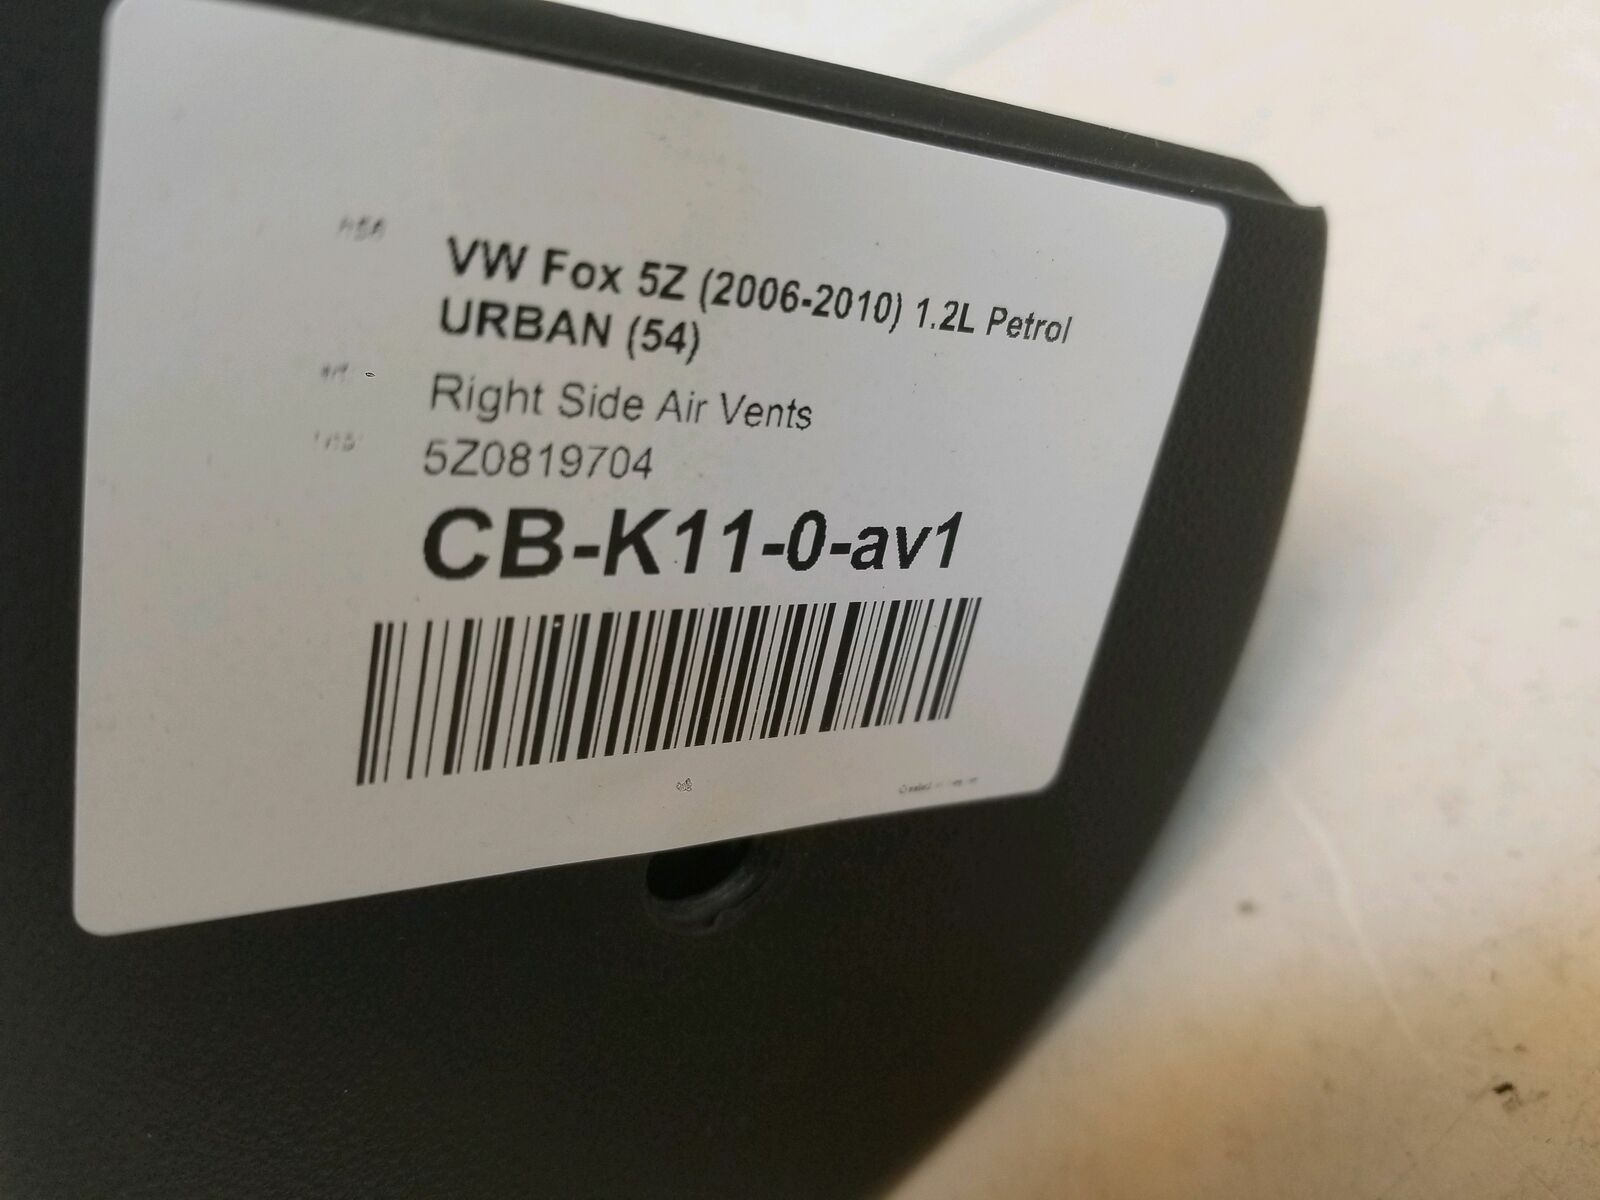 VW Fox 5Z (2006-2010) 1.2L Petrol
URBAN (54)
Right Side Air Vents
5Z0819704
CB-K11-0-av1